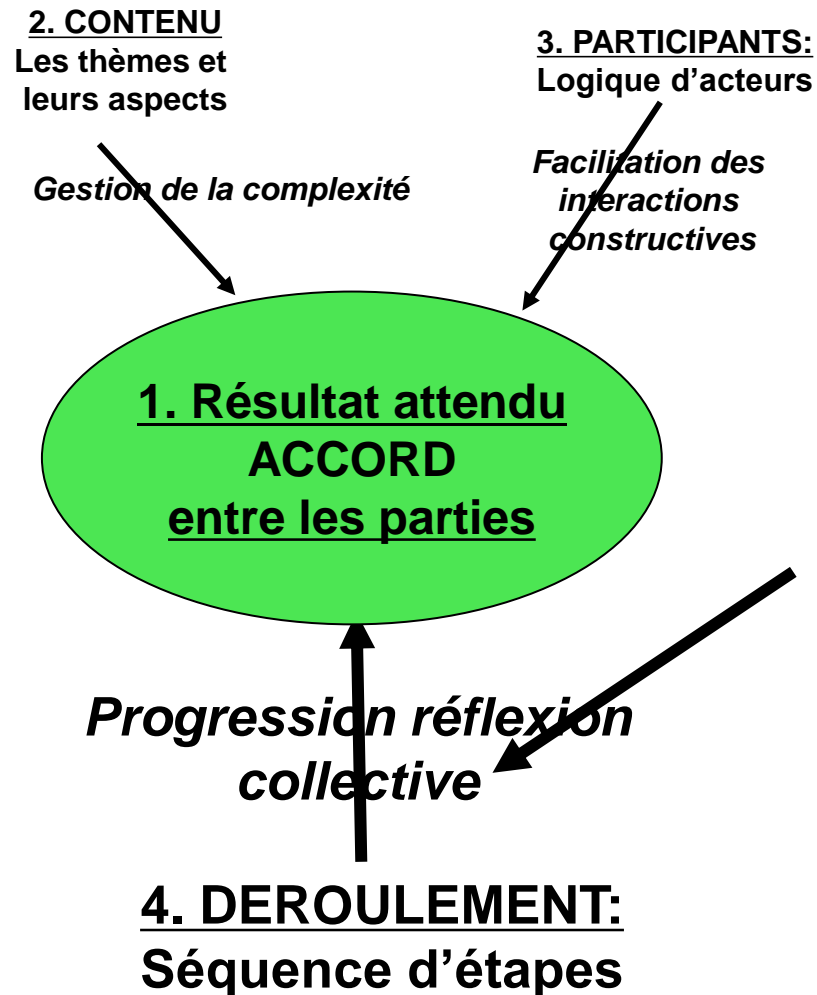 2. CONTENU
Les thèmes et
leurs aspects
3. PARTICIPANTS:
Logique d’acteurs
Gestion de la complexité
Facilitation des
interactions
constructives
1. Résultat attendu
ACCORD
entre les parties
Progression réflexion
collective
4. DEROULEMENT:
Séquence d’étapes